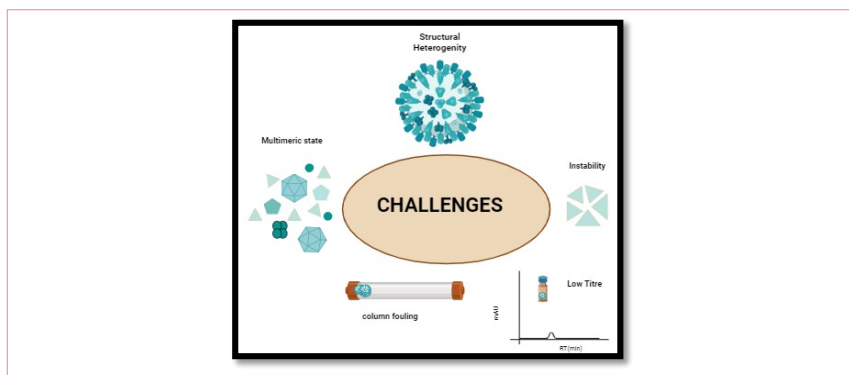 Structural
Heterogenity
Multimeric state
Instability
CHALLENGES
Low Titre
mAU
column fouling
RT(min)